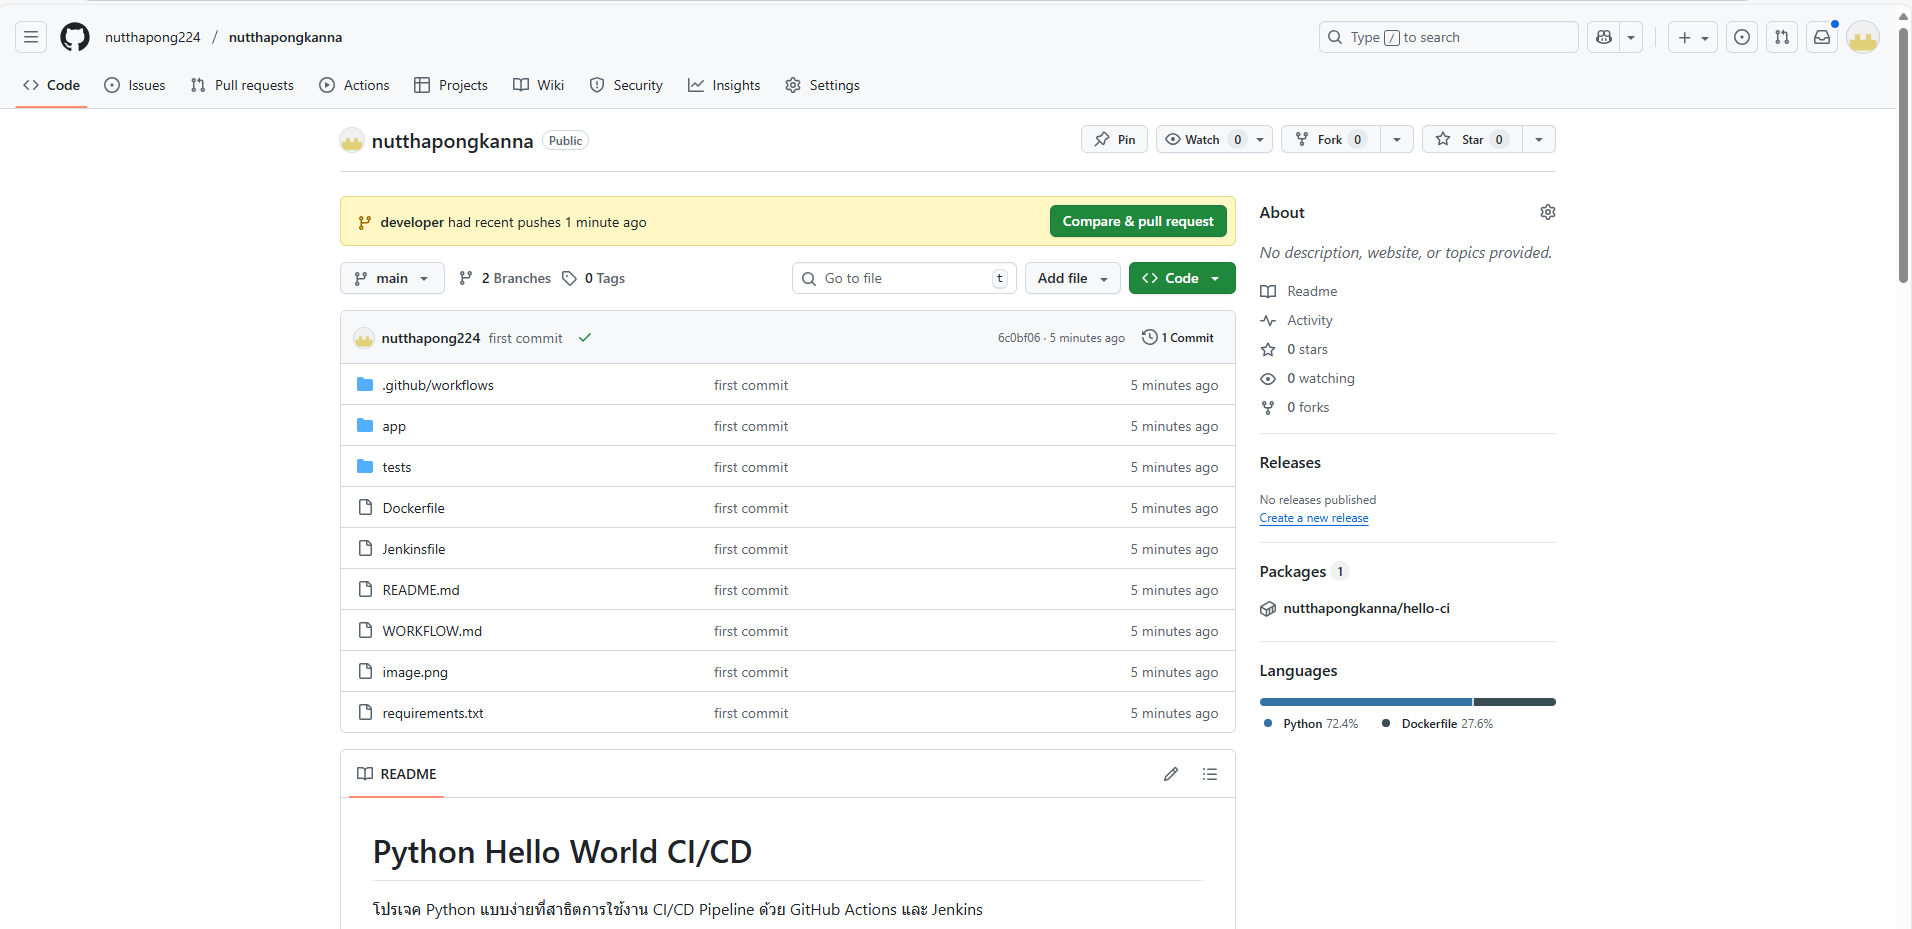 nutthapong224 / nutthapongkanna
Type / to search
Code Issues Pull requests Actions Projects Wiki Security Insights Settings
nutthapongkanna Public
Pin Watch 0 Fork 0 Star 0
developer had recent pushes 1 minute ago Compare & pull request
main 2 Branches 0 Tags Go to file t Add file Code
nutthapong224 first commit 6c0bf06 · 5 minutes ago 1 Commit
.github/workflows first commit 5 minutes ago
app first commit 5 minutes ago
tests first commit 5 minutes ago
Dockerfile first commit 5 minutes ago
Jenkinsfile first commit 5 minutes ago
README.md first commit 5 minutes ago
WORKFLOW.md first commit 5 minutes ago
image.png first commit 5 minutes ago
requirements.txt first commit 5 minutes ago
README
Python Hello World CI/CD
โปรเจค Python แบบง่ายที่สาธิตการใช้งาน CI/CD Pipeline ด้วย GitHub Actions และ Jenkins
About
No description, website, or topics provided.
Readme
Activity
0 stars
0 watching
0 forks
Releases
No releases published
Create a new release
Packages 1
nutthapongkanna/hello-ci
Languages
Python 72.4% Dockerfile 27.6%